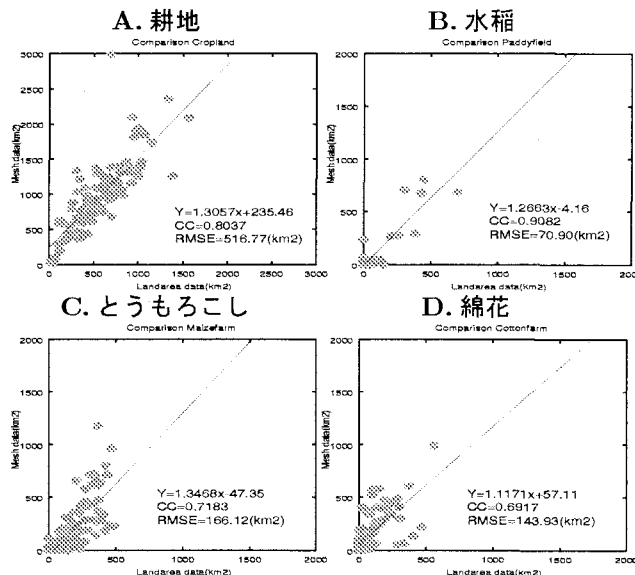 A. 耕地
Comparison Cropland
Mesh data(km2)
3000
2500
2000
1500
1000
500
0
0 500 1000 1500 2000 2500 3000
Landarea data(km2)
Y=1.3057x+235.46
CC=0.8037
RMSE=516.77(km2)
B. 水稲
Comparison Paddyfield
Mesh data(km2)
2000
1500
1000
500
0
0 500 1000 1500 200
Landarea data(km2)
Y=1.2663x-4.16
CC=0.9082
RMSE=70.90(km2)
C. とうもろこし
Comparison Maizefarm
Mesh data(km2)
2000
1500
1000
500
0
0 500 1000 1500 2000
Landarea data(km2)
Y=1.3468x-47.35
CC=0.7183
RMSE=166.12(km2)
D. 綿花
Comparison Cottonfarm
Mesh data(km2)
2000
1500
1000
500
0
0 500 1000 1500 200
Landarea data(km2)
Y=1.1171x+57.11
CC=0.6917
RMSE=143.93(km2)